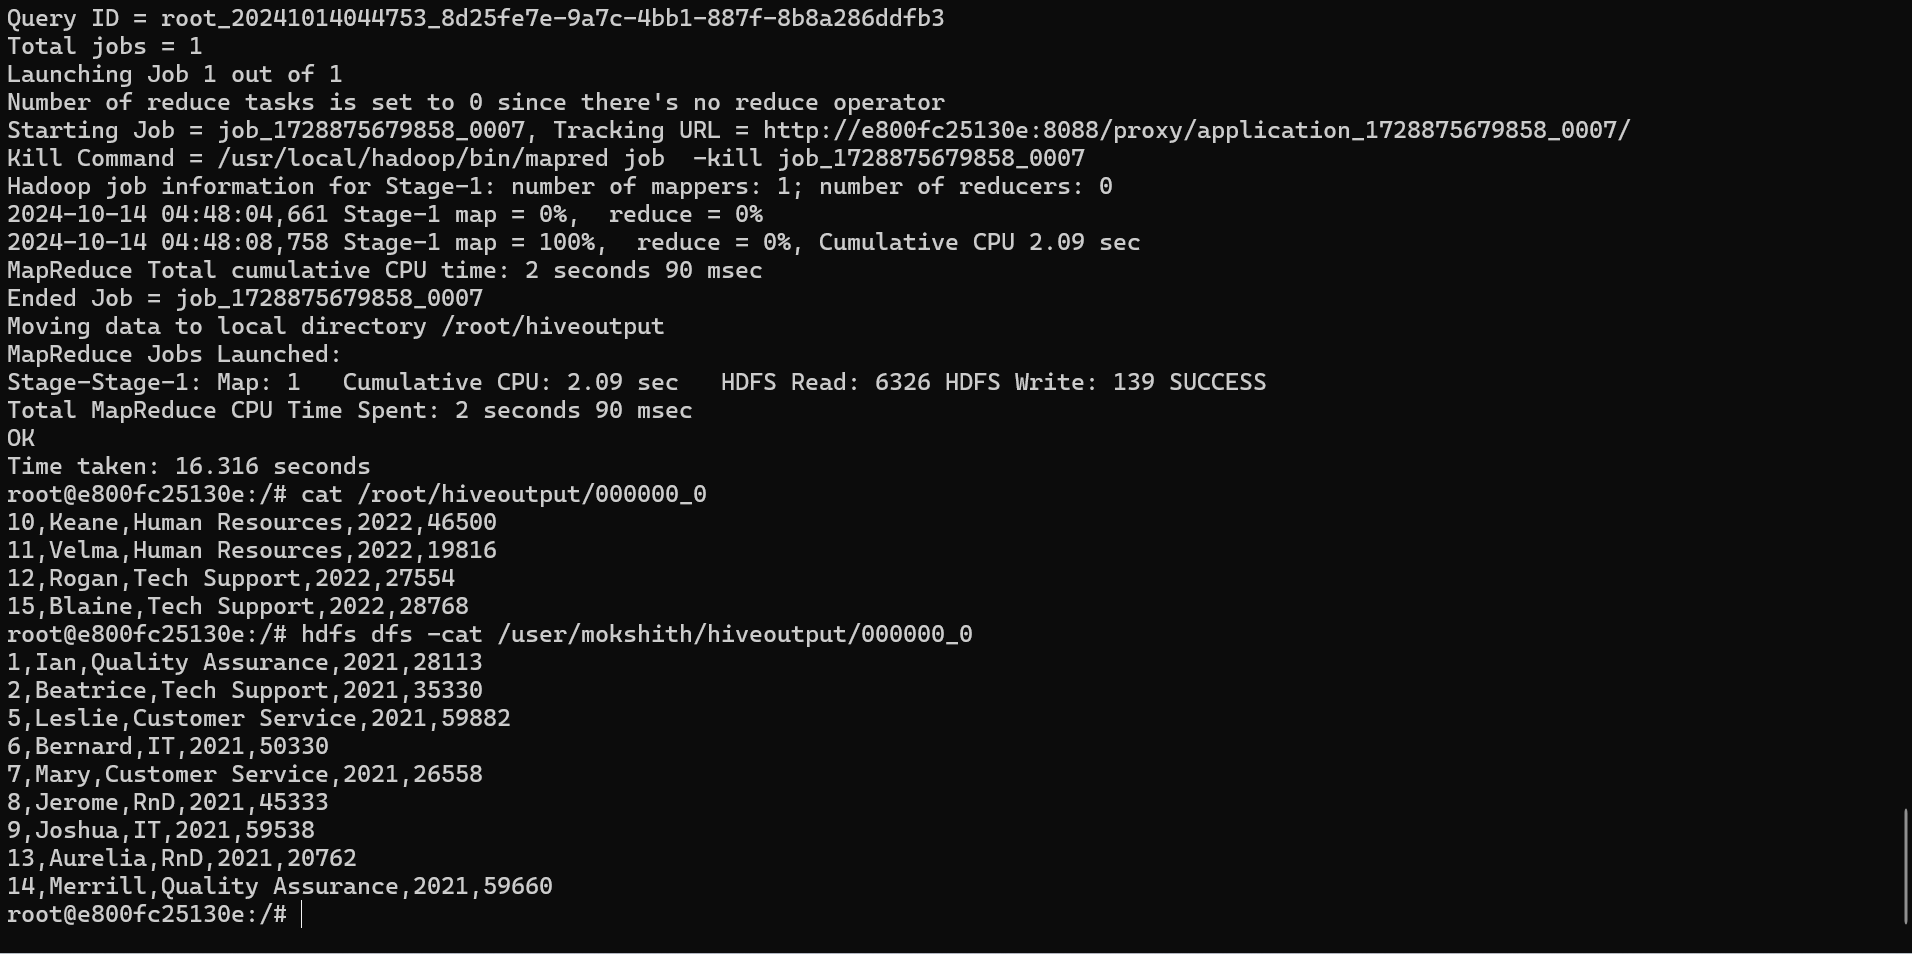 Query ID = root_20241014044753_8d25fe7e-9a7c-4bb1-887f-8b8a286ddfb3
Total jobs = 1
Launching Job 1 out of 1
Number of reduce tasks is set to 0 since there's no reduce operator
Starting Job = job_1728875679858_0007, Tracking URL = http://e800fc25130e:8088/proxy/application_1728875679858_0007/
Kill Command = /usr/local/hadoop/bin/mapred job  -kill job_1728875679858_0007
Hadoop job information for Stage-1: number of mappers: 1; number of reducers: 0
2024-10-14 04:48:04,661 Stage-1 map = 0%,  reduce = 0%
2024-10-14 04:48:08,758 Stage-1 map = 100%,  reduce = 0%, Cumulative CPU 2.09 sec
MapReduce Total cumulative CPU time: 2 seconds 90 msec
Ended Job = job_1728875679858_0007
Moving data to local directory /root/hiveoutput
MapReduce Jobs Launched:
Stage-Stage-1: Map: 1   Cumulative CPU: 2.09 sec   HDFS Read: 6326 HDFS Write: 139 SUCCESS
Total MapReduce CPU Time Spent: 2 seconds 90 msec
OK
Time taken: 16.316 seconds
root@e800fc25130e:/# cat /root/hiveoutput/000000_0
10,Keane,Human Resources,2022,46500
11,Velma,Human Resources,2022,19816
12,Rogan,Tech Support,2022,27554
15,Blaine,Tech Support,2022,28768
root@e800fc25130e:/# hdfs dfs -cat /user/mokshith/hiveoutput/000000_0
1,Ian,Quality Assurance,2021,28113
2,Beatrice,Tech Support,2021,35330
5,Leslie,Customer Service,2021,59882
6,Bernard,IT,2021,50330
7,Mary,Customer Service,2021,26558
8,Jerome,RnD,2021,45333
9,Joshua,IT,2021,59538
13,Aurelia,RnD,2021,20762
14,Merrill,Quality Assurance,2021,59660
root@e800fc25130e:/#